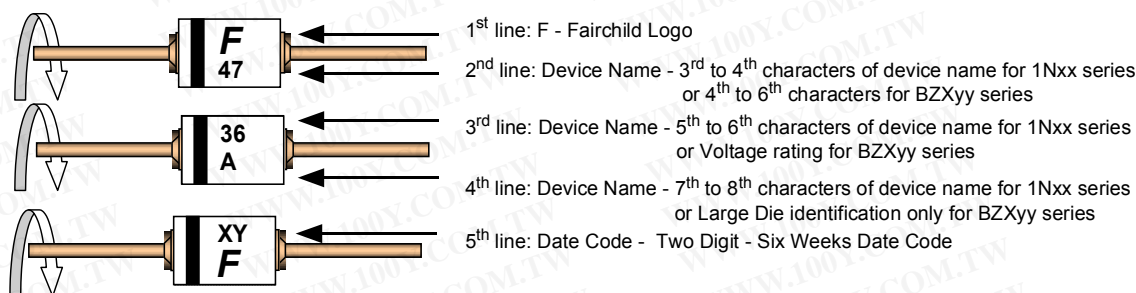 F
47
1st line: F - Fairchild Logo
2nd line: Device Name - 3rd to 4th characters of device name for 1Nxx series
or 4th to 6th characters for BZXyy series
36
A
3rd line: Device Name - 5th to 6th characters of device name for 1Nxx series
or Voltage rating for BZXyy series
4th line: Device Name - 7th to 8th characters of device name for 1Nxx series
or Large Die identification only for BZXyy series
XY
F
5th line: Date Code - Two Digit - Six Weeks Date Code
WWW.100Y.COM.TW